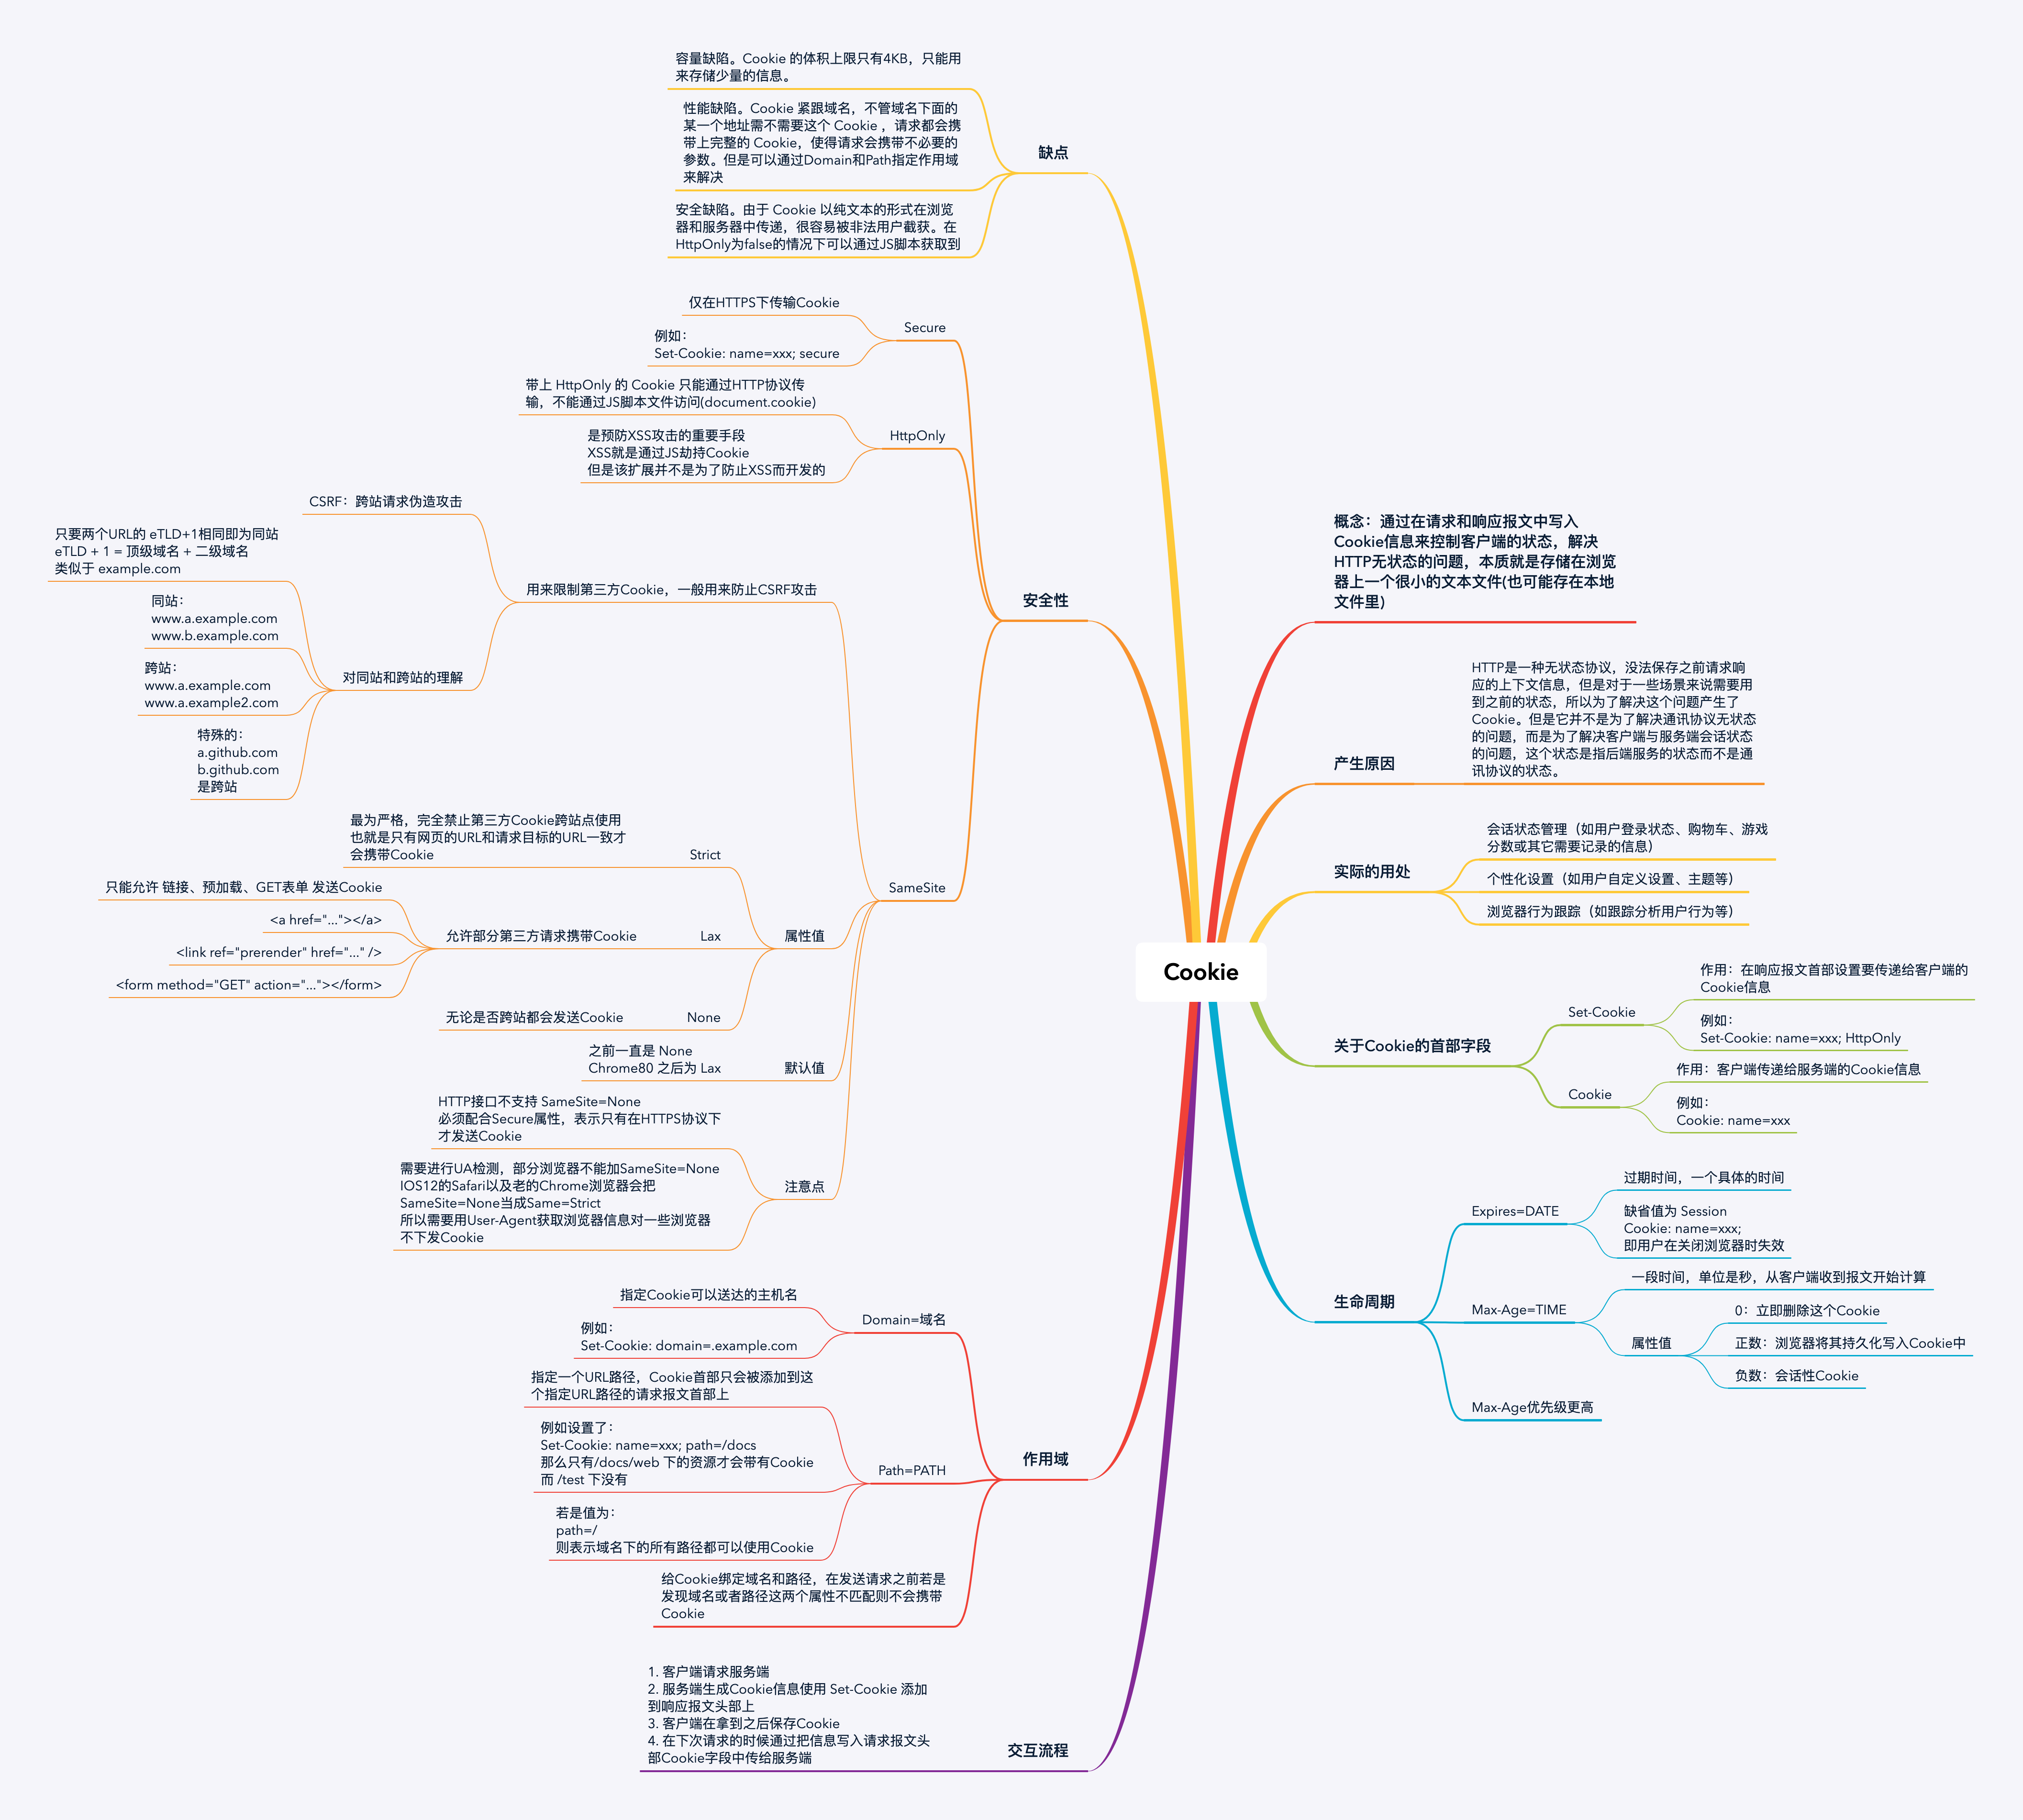 Cookie
概念：通过在请求和响应报文中写入
Cookie信息来控制客户端的状态，解决
HTTP无状态的问题，本质就是存储在浏览
器上一个很小的文本文件(也可能存在本地
文件里)
产生原因
HTTP是一种无状态协议，没法保存之前请求响
应的上下文信息，但是对于一些场景来说需要用
到之前的状态，所以为了解决这个问题产生了
Cookie。但是它并不是为了解决通讯协议无状态
的问题，而是为了解决客户端与服务端会话状态
的问题，这个状态是指后端服务的状态而不是通
讯协议的状态。
实际的用处
会话状态管理（如用户登录状态、购物车、游戏
分数或其它需要记录的信息）
个性化设置（如用户自定义设置、主题等）
浏览器行为跟踪（如跟踪分析用户行为等）
关于Cookie的首部字段
Set-Cookie
作用：在响应报文首部设置要传递给客户端的
Cookie信息
例如：
Set-Cookie: name=xxx; HttpOnly
Cookie
作用：客户端传递给服务端的Cookie信息
例如：
Cookie: name=xxx
生命周期
Expires=DATE
过期时间，一个具体的时间
缺省值为 Session
Cookie: name=xxx;
即用户在关闭浏览器时失效
Max-Age=TIME
一段时间，单位是秒，从客户端收到报文开始计算
属性值
0：立即删除这个Cookie
正数：浏览器将其持久化写入Cookie中
负数：会话性Cookie
Max-Age优先级更高
缺点
容量缺陷。Cookie 的体积上限只有4KB，只能用
来存储少量的信息。
性能缺陷。Cookie 紧跟域名，不管域名下面的
某一个地址需不需要这个 Cookie ，请求都会携
带上完整的 Cookie，使得请求会携带不必要的
参数。但是可以通过Domain和Path指定作用域
来解决
安全缺陷。由于 Cookie 以纯文本的形式在浏览
器和服务器中传递，很容易被非法用户截获。在
HttpOnly为false的情况下可以通过JS脚本获取到
安全性
Secure
仅在HTTPS下传输Cookie
例如：
Set-Cookie: name=xxx; secure
HttpOnly
带上 HttpOnly 的 Cookie 只能通过HTTP协议传
输，不能通过JS脚本文件访问(document.cookie)
是预防XSS攻击的重要手段
XSS就是通过JS劫持Cookie
但是该扩展并不是为了防止XSS而开发的
SameSite
用来限制第三方Cookie，一般用来防止CSRF攻击
CSRF：跨站请求伪造攻击
对同站和跨站的理解
只要两个URL的 eTLD+1相同即为同站
eTLD + 1 = 顶级域名 + 二级域名
类似于 example.com
同站：
www.a.example.com
www.b.example.com
跨站：
www.a.example.com
www.a.example2.com
特殊的：
a.github.com
b.github.com
是跨站
属性值
Strict
最为严格，完全禁止第三方Cookie跨站点使用
也就是只有网页的URL和请求目标的URL一致才
会携带Cookie
Lax
允许部分第三方请求携带Cookie
只能允许 链接、预加载、GET表单 发送Cookie
<a href="..."></a>
<link ref="prerender" href="..." />
<form method="GET" action="..."></form>
None
无论是否跨站都会发送Cookie
默认值
之前一直是 None
Chrome80 之后为 Lax
注意点
HTTP接口不支持 SameSite=None
必须配合Secure属性，表示只有在HTTPS协议下
才发送Cookie
需要进行UA检测，部分浏览器不能加SameSite=None
IOS12的Safari以及老的Chrome浏览器会把
SameSite=None当成Same=Strict
所以需要用User-Agent获取浏览器信息对一些浏览器
不下发Cookie
作用域
Domain=域名
指定Cookie可以送达的主机名
例如：
Set-Cookie: domain=.example.com
Path=PATH
指定一个URL路径，Cookie首部只会被添加到这
个指定URL路径的请求报文首部上
例如设置了：
Set-Cookie: name=xxx; path=/docs
那么只有/docs/web 下的资源才会带有Cookie
而 /test 下没有
若是值为：
path=/
则表示域名下的所有路径都可以使用Cookie
给Cookie绑定域名和路径，在发送请求之前若是
发现域名或者路径这两个属性不匹配则不会携带
Cookie
交互流程
1. 客户端请求服务端
2. 服务端生成Cookie信息使用 Set-Cookie 添加
到响应报文头部上
3. 客户端在拿到之后保存Cookie
4. 在下次请求的时候通过把信息写入请求报文头
部Cookie字段中传给服务端